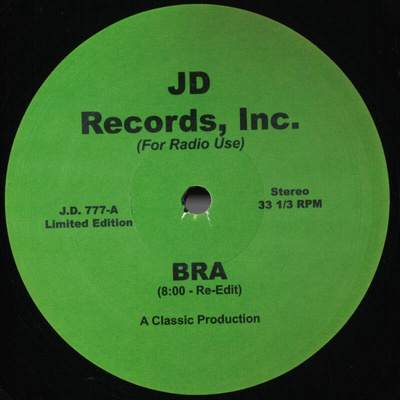 JD
Records, Inc.
(For Radio Use)
J.D. 777-A
Limited Edition
Stereo
33 1/3 RPM
BRA
(8:00 - Re-Edit)
A Classic Production